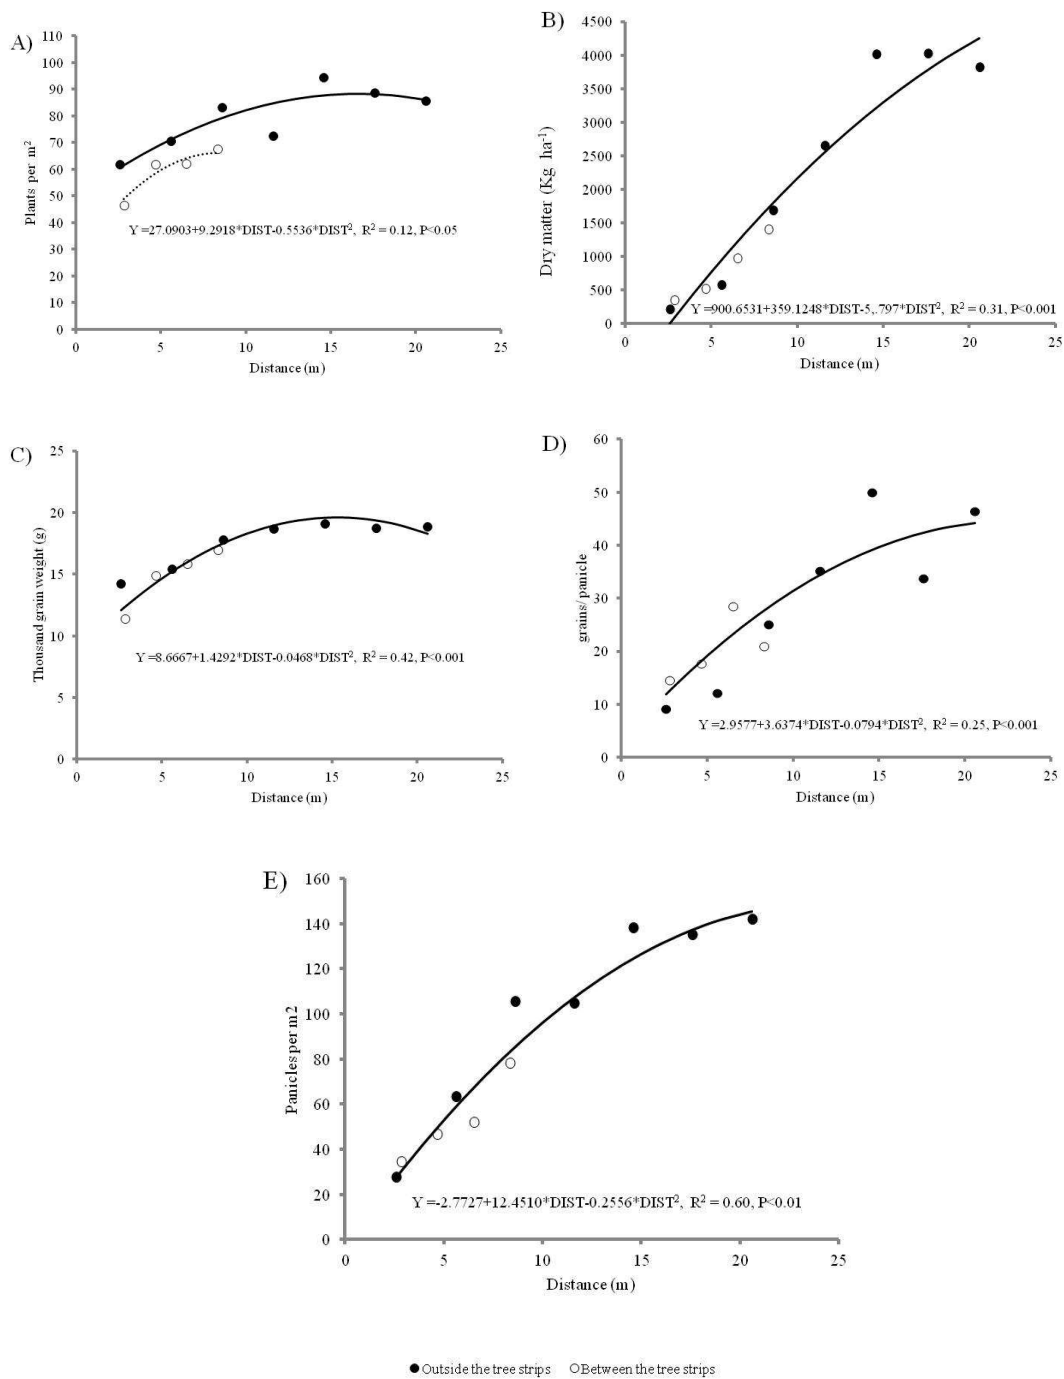 A)
110
100
90
80
70
60
50
40
30
20
10
0
Plants per m²
Y =27.0903+9.2918*DIST-0.5536*DIST², R² = 0.12, P<0.05
0 5 10 15 20 25
Distance (m)
B)
4500
4000
3500
3000
2500
2000
1500
1000
500
0
Dry matter (Kg ha⁻¹)
Y=900.6531+359.1248*DIST-5,.797*DIST², R² = 0.31, P<0.001
0 5 10 15 20 25
Distance (m)
C)
25
20
15
10
5
0
Thousand grain weight (g)
Y =8.6667+1.4292*DIST-0.0468*DIST², R² = 0.42, P<0.001
0 5 10 15 20 25
Distance (m)
D)
60
50
40
30
20
10
0
grains/ panicle
Y =2.9577+3.6374*DIST-0.0794*DIST², R² = 0.25, P<0.001
0 5 10 15 20 25
Distance (m)
E)
160
140
120
100
80
60
40
20
0
Panicles per m2
Y =-2.7727+12.4510*DIST-0.2556*DIST², R² = 0.60, P<0.01
0 5 10 15 20 25
Distance (m)
Outside the tree strips Between the tree strips